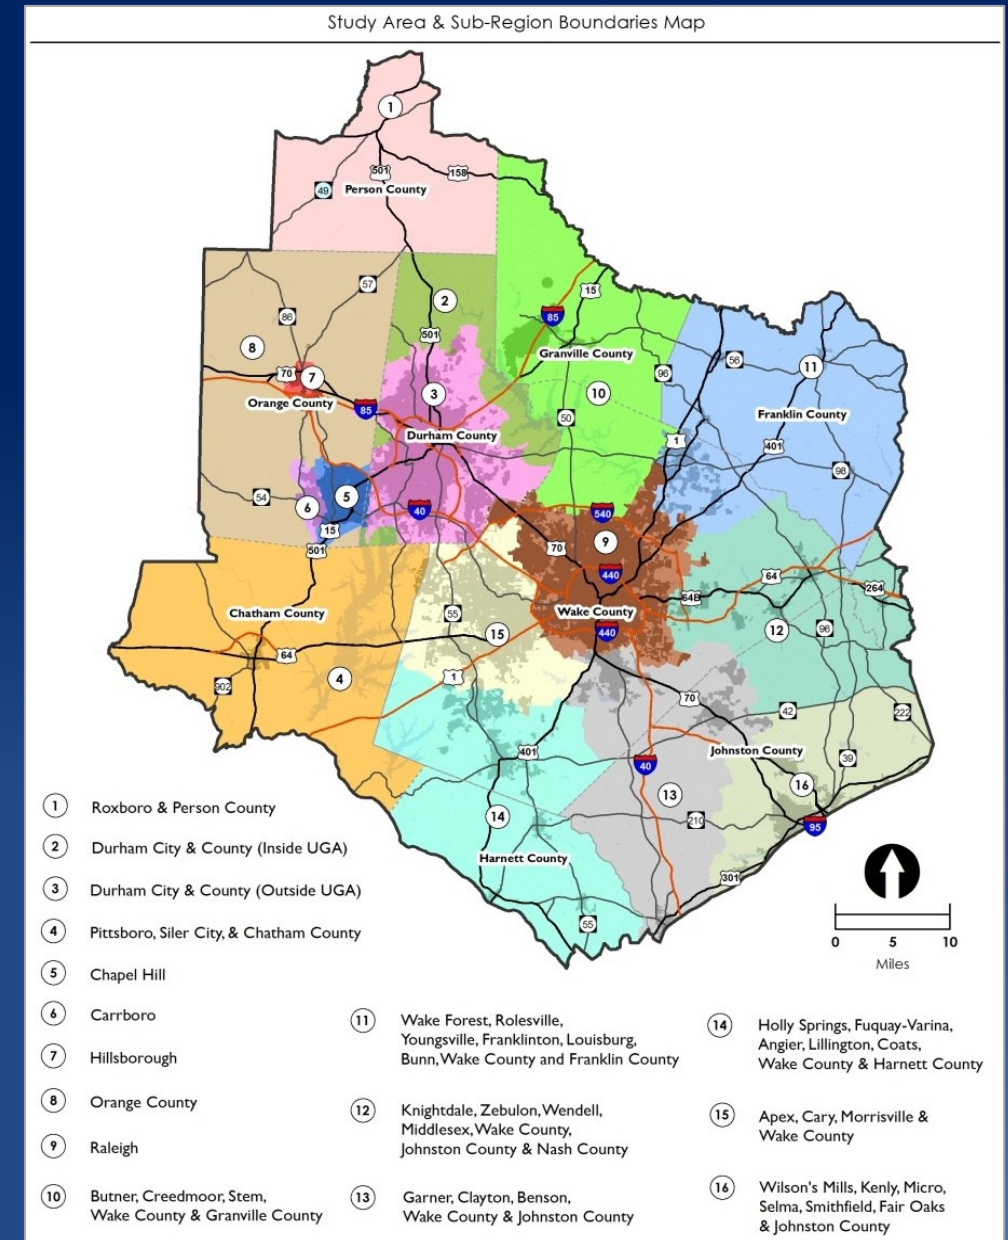 Study Area & Sub-Region Boundaries Map
1
501
158
49
Person County
57
2
15
86
85
501
8
Granville County
56
11
70
7
96
3
10
Orange County
85
Franklin County
50
Durham County
1
401
98
54
5
6
40
540
15
9
501
70
440
64
264
64B
Chatham County
55
Wake County
440
12
96
15
64
902
4
1
70
42
222
401
Johnston County
39
40
16
13
14
210
95
Harnett County
301
55
0 5 10
Miles
1 Roxboro & Person County
2 Durham City & County (Inside UGA)
3 Durham City & County (Outside UGA)
4 Pittsboro, Siler City, & Chatham County
5 Chapel Hill
6 Carrboro
7 Hillsborough
8 Orange County
9 Raleigh
10 Butner, Creedmoor, Stem,
Wake County & Granville County
11 Wake Forest, Rolesville,
Youngsville, Franklinton, Louisburg,
Bunn, Wake County and Franklin County
12 Knightdale, Zebulon, Wendell,
Middlesex, Wake County,
Johnston County & Nash County
13 Garner, Clayton, Benson,
Wake County & Johnston County
14 Holly Springs, Fuquay-Varina,
Angier, Lillington, Coats,
Wake County & Harnett County
15 Apex, Cary, Morrisville &
Wake County
16 Wilson's Mills, Kenly, Micro,
Selma, Smithfield, Fair Oaks
& Johnston County